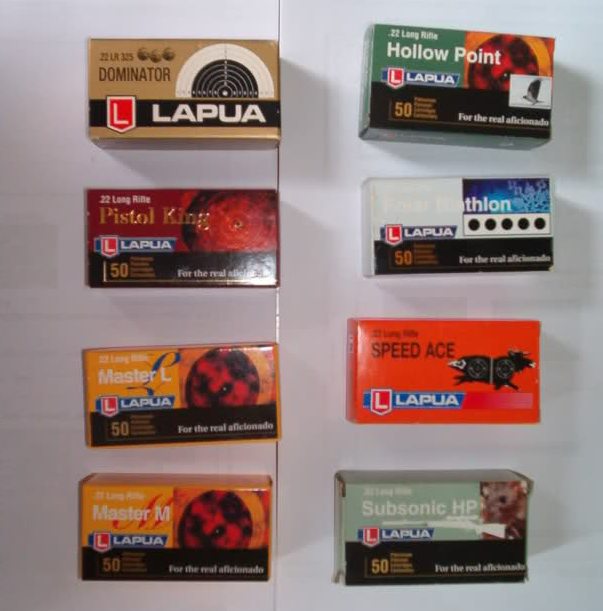 .22 LR 325
DOMINATOR
L LAPUA
.22 Long Rifle
Pistol King
L LAPUA
50
For the real aficionado
.22 Long Rifle
Master L
L
L LAPUA
50
For the real aficionado
.22 Long Rifle
Master M
M
L LAPUA
50
For the real aficionado
.22 Long Rifle
Hollow Point
L LAPUA
50
For the real aficionado
Polar Biathlon
L LAPUA
50
For the real aficionado
.22 Long Rifle
SPEED ACE
L LAPUA
.22 Long Rifle
Subsonic HP
L LAPUA
50
For the real aficionado